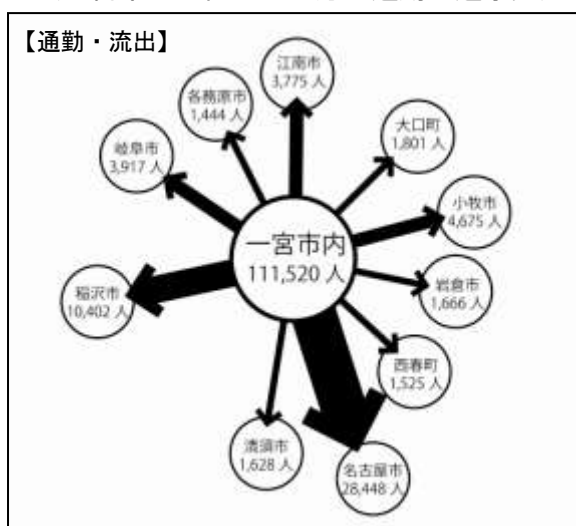 【通勤・流出】
江南市
3,775 人
各務原市
1,444 人
大口町
1,801 人
岐阜市
3,917 人
小牧市
4,675 人
一宮市内
111,520 人
稲沢市
10,402 人
岩倉市
1,666 人
西春町
1,525 人
清須市
1,628 人
名古屋市
28,448 人